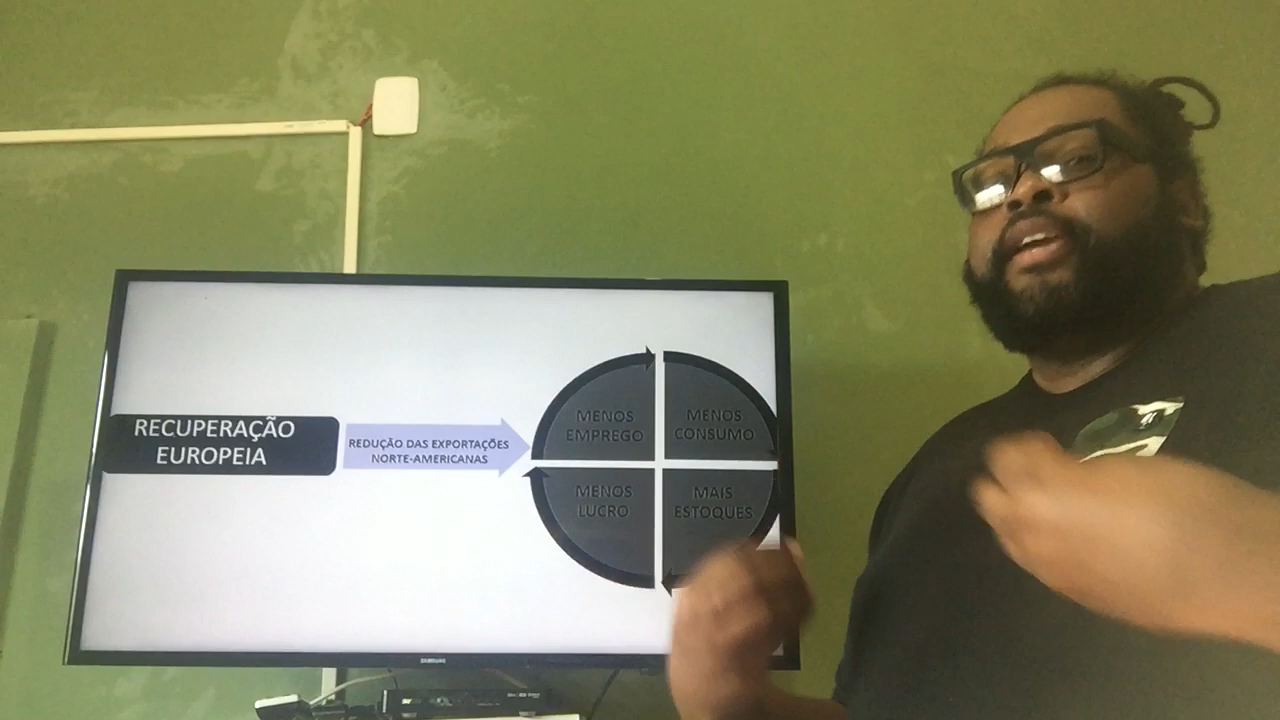 RECUPERAÇÃO
EUROPEIA
REDUÇÃO DAS EXPORTAÇÕES
NORTE-AMERICANAS
MENOS
EMPREGO
MENOS
CONSUMO
MENOS
LUCRO
MAIS
ESTOQUES
SAMSUNG